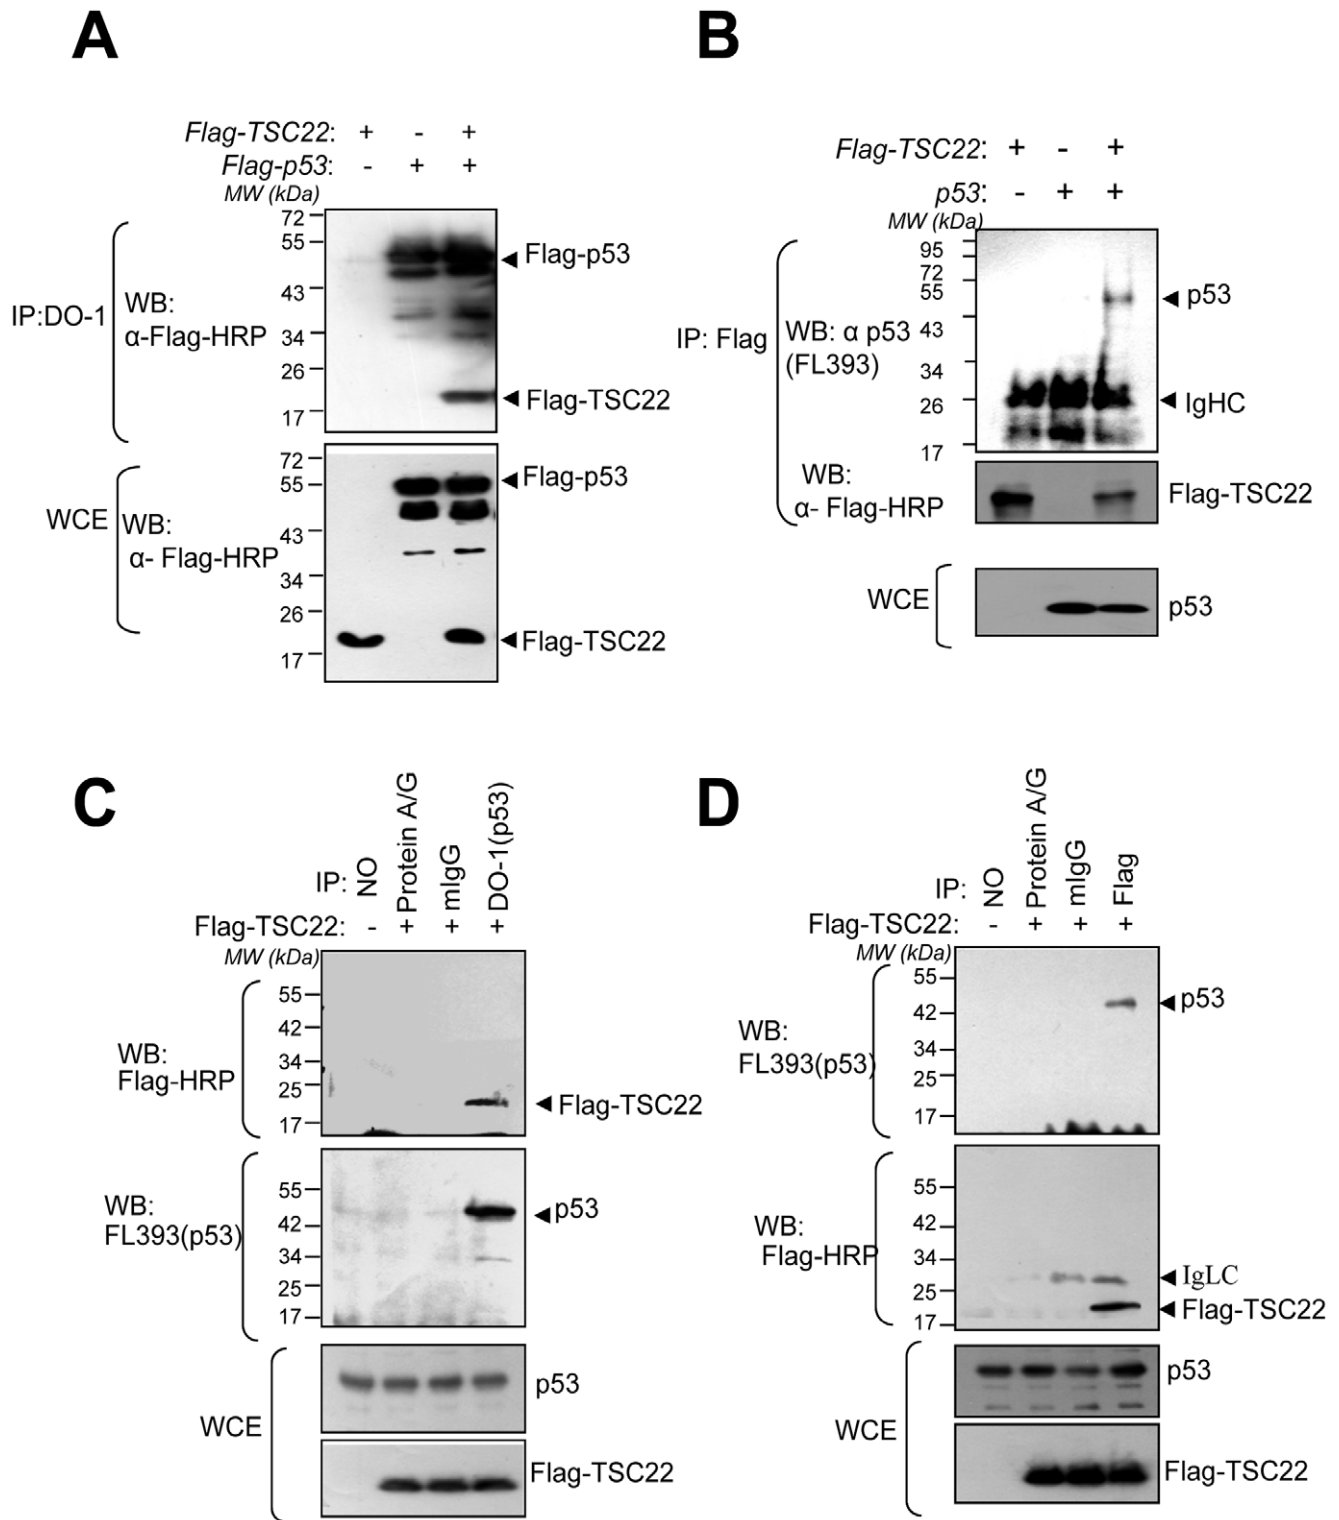 A
Flag-TSC22: + - +
Flag-p53: - + +
MW (kDa)
72
55
43
34
26
17
IP:DO-1
WB:
α-Flag-HRP
Flag-p53
Flag-TSC22
72
55
43
34
26
17
WCE
WB:
α- Flag-HRP
Flag-p53
Flag-TSC22
B
Flag-TSC22: + - +
p53: - + +
MW (kDa)
95
72
55
43
34
26
17
IP: Flag
WB: α p53
(FL393)
p53
IgHC
WB:
α- Flag-HRP
Flag-TSC22
WCE
p53
C
IP: NO Protein A/G mIgG DO-1(p53)
Flag-TSC22: - + + +
MW (kDa)
55
42
34
25
17
WB:
Flag-HRP
Flag-TSC22
55
42
34
25
17
WB:
FL393(p53)
p53
WCE
p53
Flag-TSC22
D
IP: NO Protein A/G mIgG Flag
Flag-TSC22: - + + +
MW (kDa)
55
42
34
25
17
WB:
FL393(p53)
p53
55
42
34
25
17
WB:
Flag-HRP
IgLC
Flag-TSC22
WCE
p53
Flag-TSC22